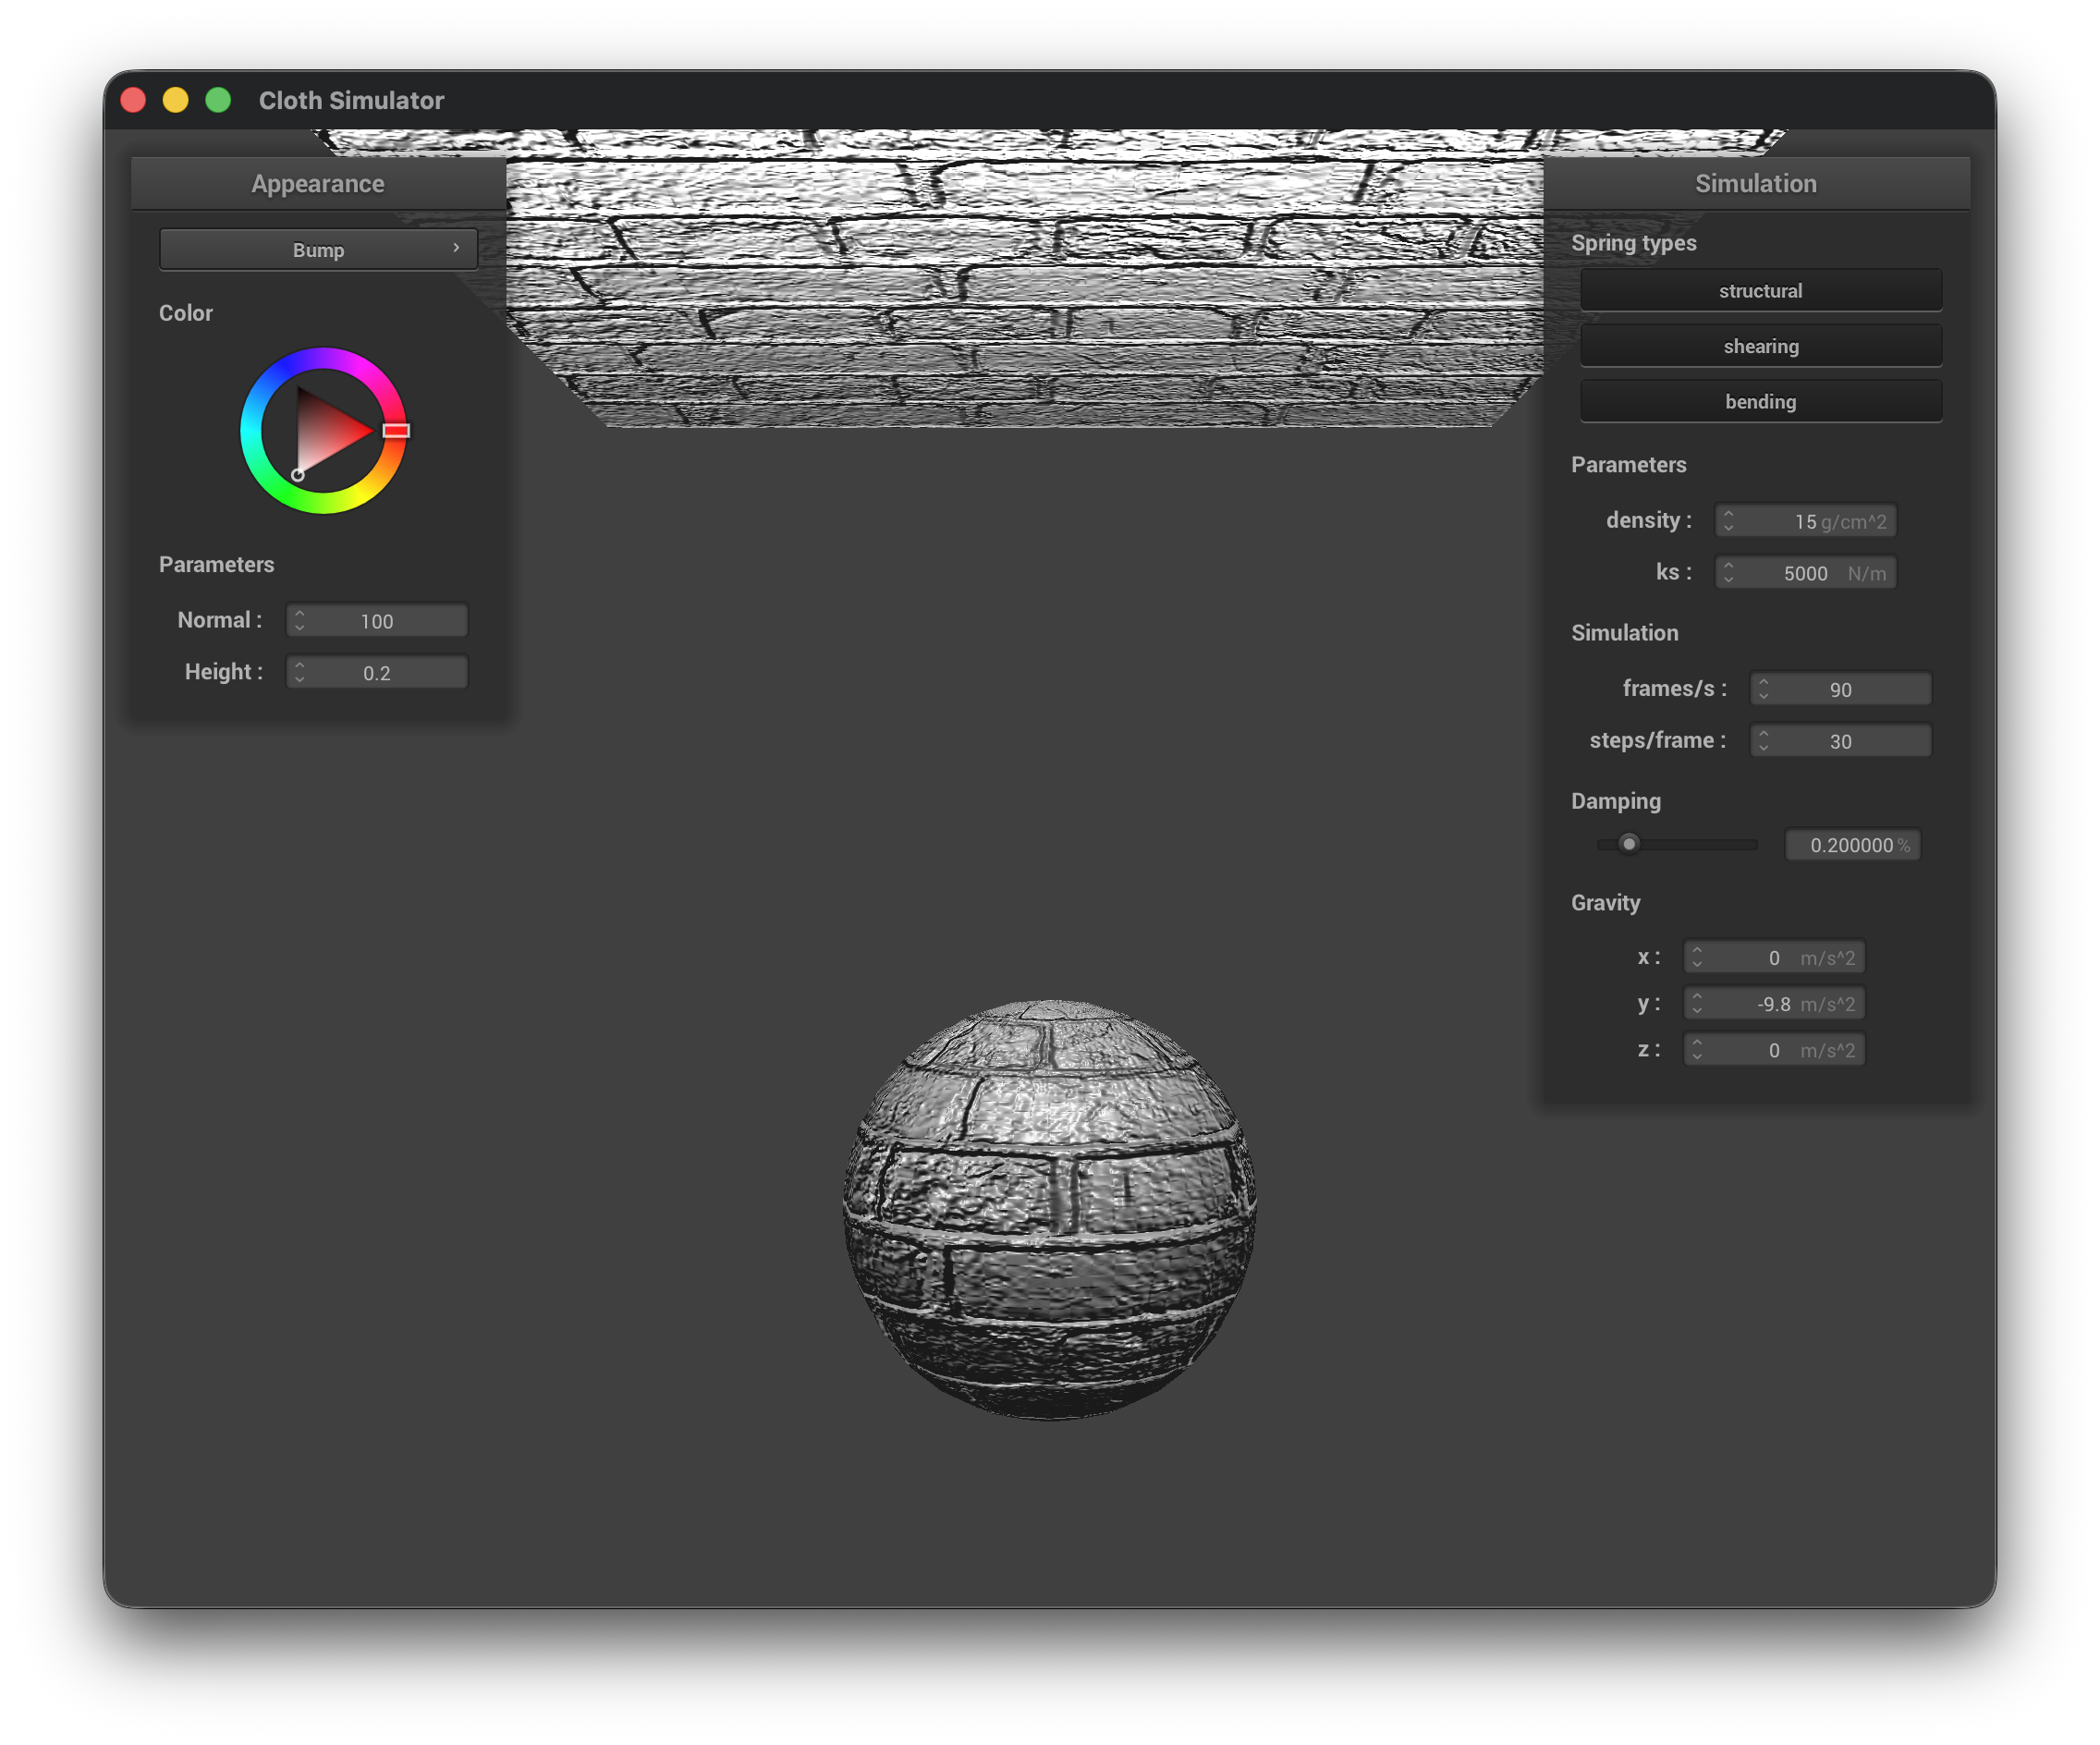 Cloth Simulator
Appearance
Bump
Color
Parameters
Normal : 100
Height : 0.2
Simulation
Spring types
structural
shearing
bending
Parameters
density : 15 g/cm^2
ks : 5000 N/m
Simulation
frames/s : 90
steps/frame : 30
Damping
0.200000 %
Gravity
x : 0 m/s^2
y : -9.8 m/s^2
z : 0 m/s^2